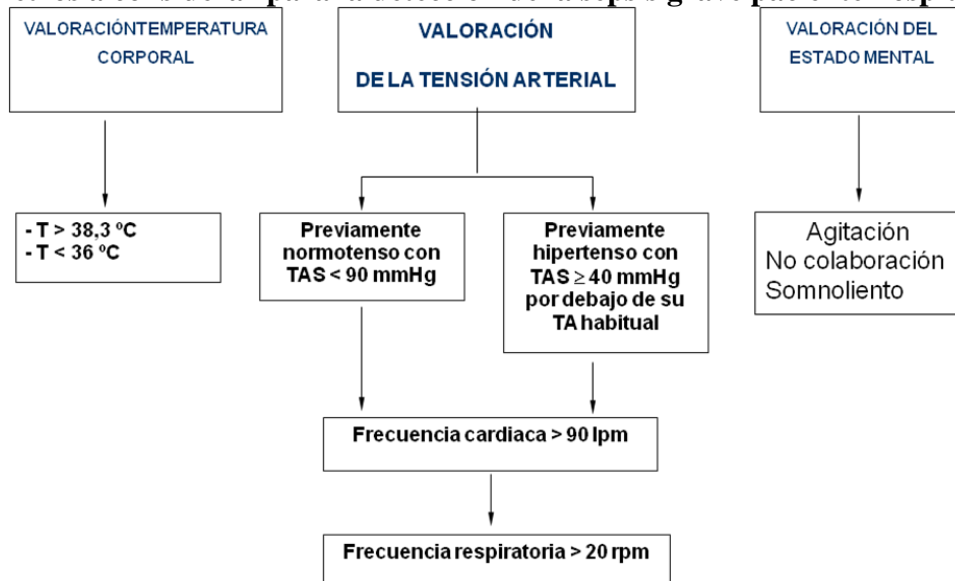 VALORACIÓNTEMPERATURA
CORPORAL
VALORACIÓN
DE LA TENSIÓN ARTERIAL
VALORACIÓN DEL
ESTADO MENTAL
- T > 38,3 ºC
- T < 36 ºC
Previamente
normotenso con
TAS < 90 mmHg
Previamente
hipertenso con
TAS ≥ 40 mmHg
por debajo de su
TA habitual
Agitación
No colaboración
Somnoliento
Frecuencia cardiaca > 90 lpm
Frecuencia respiratoria > 20 rpm